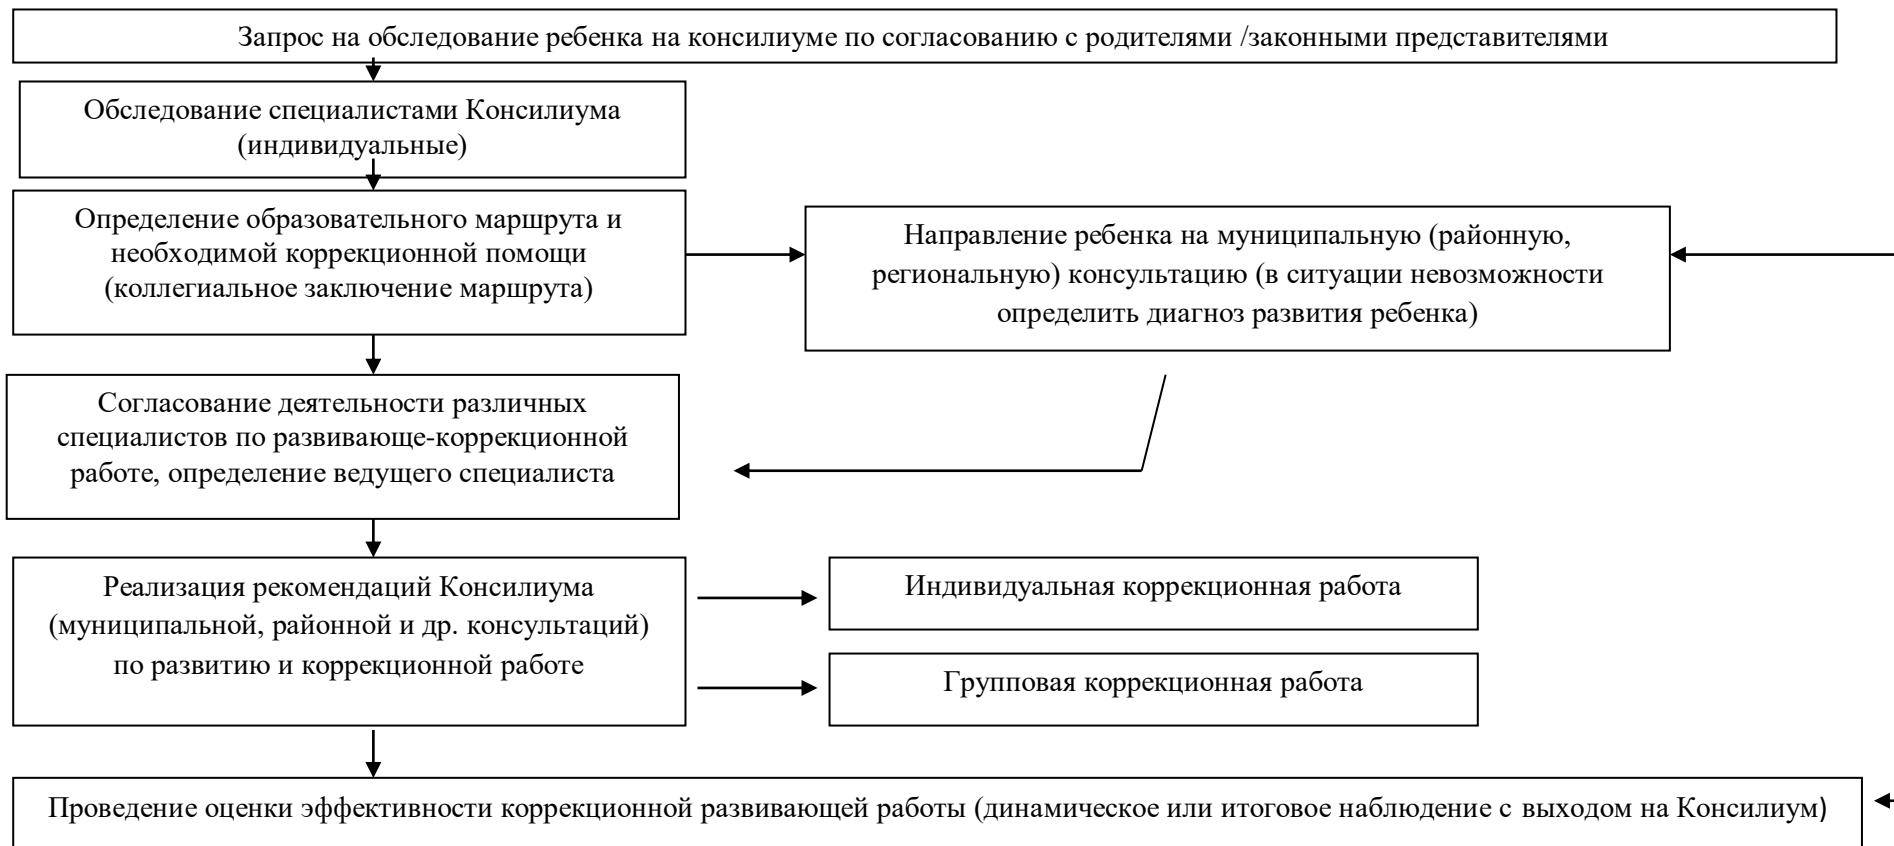 Запрос на обследование ребенка на консилиуме по согласованию с родителями /законными представителями
Обследование специалистами Консилиума
(индивидуальные)
Определение образовательного маршрута и
необходимой коррекционной помощи
(коллегиальное заключение маршрута)
Направление ребенка на муниципальную (районную,
региональную) консультацию (в ситуации невозможности
определить диагноз развития ребенка)
Согласование деятельности различных
специалистов по развивающе-коррекционной
работе, определение ведущего специалиста
Реализация рекомендаций Консилиума
(муниципальной, районной и др. консультаций)
по развитию и коррекционной работе
Индивидуальная коррекционная работа
Групповая коррекционная работа
Проведение оценки эффективности коррекционной развивающей работы (динамическое или итоговое наблюдение с выходом на Консилиум)